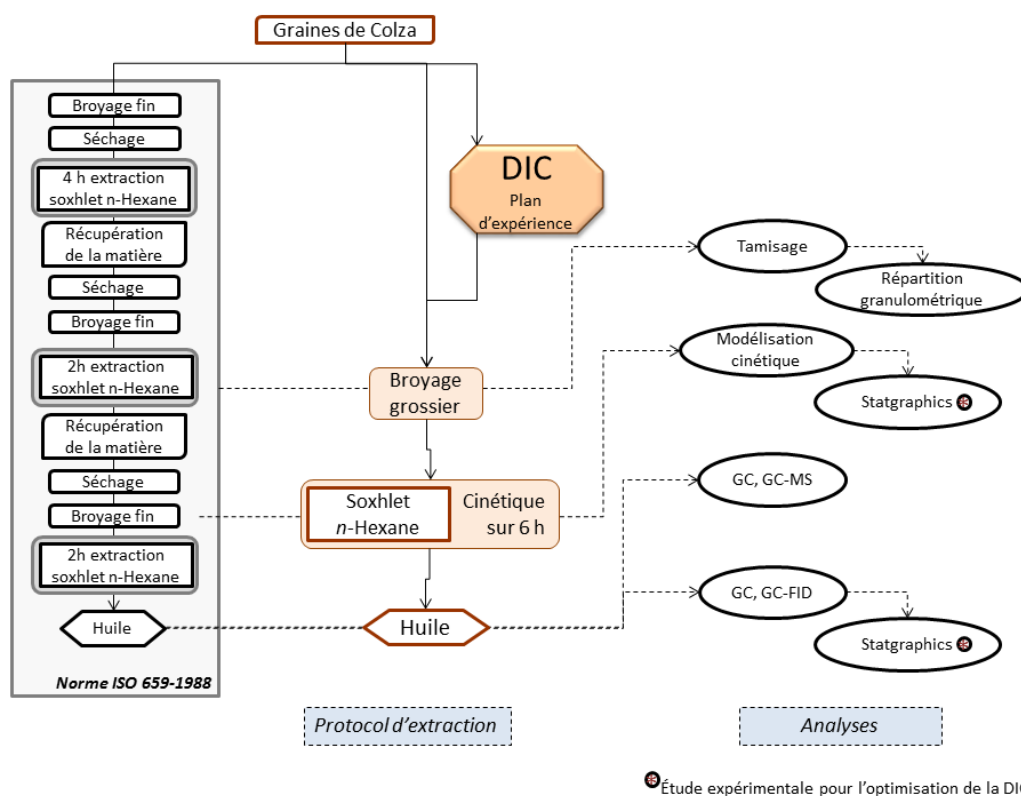 Graines de Colza
Broyage fin
Séchage
4 h extraction
soxhlet n-Hexane
Récupération
de la matière
Séchage
Broyage fin
2h extraction
soxhlet n-Hexane
Récupération
de la matière
Séchage
Broyage fin
2h extraction
soxhlet n-Hexane
Huile
Norme ISO 659-1988
DIC
Plan
d'expérience
Broyage
grossier
Soxhlet
n-Hexane
Cinétique
sur 6 h
Huile
Protocol d'extraction
Tamisage
Répartition
granulométrique
Modélisation
cinétique
Statgraphics
GC, GC-MS
GC, GC-FID
Statgraphics
Analyses
Étude expérimentale pour l'optimisation de la DIC